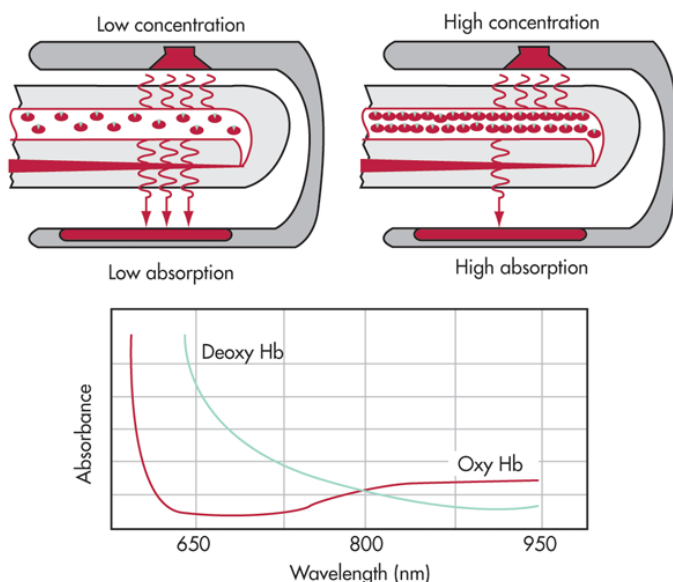 Low concentration
High concentration
Low absorption
High absorption
Deoxy Hb
Absorbance
Oxy Hb
650
800
950
Wavelength (nm)